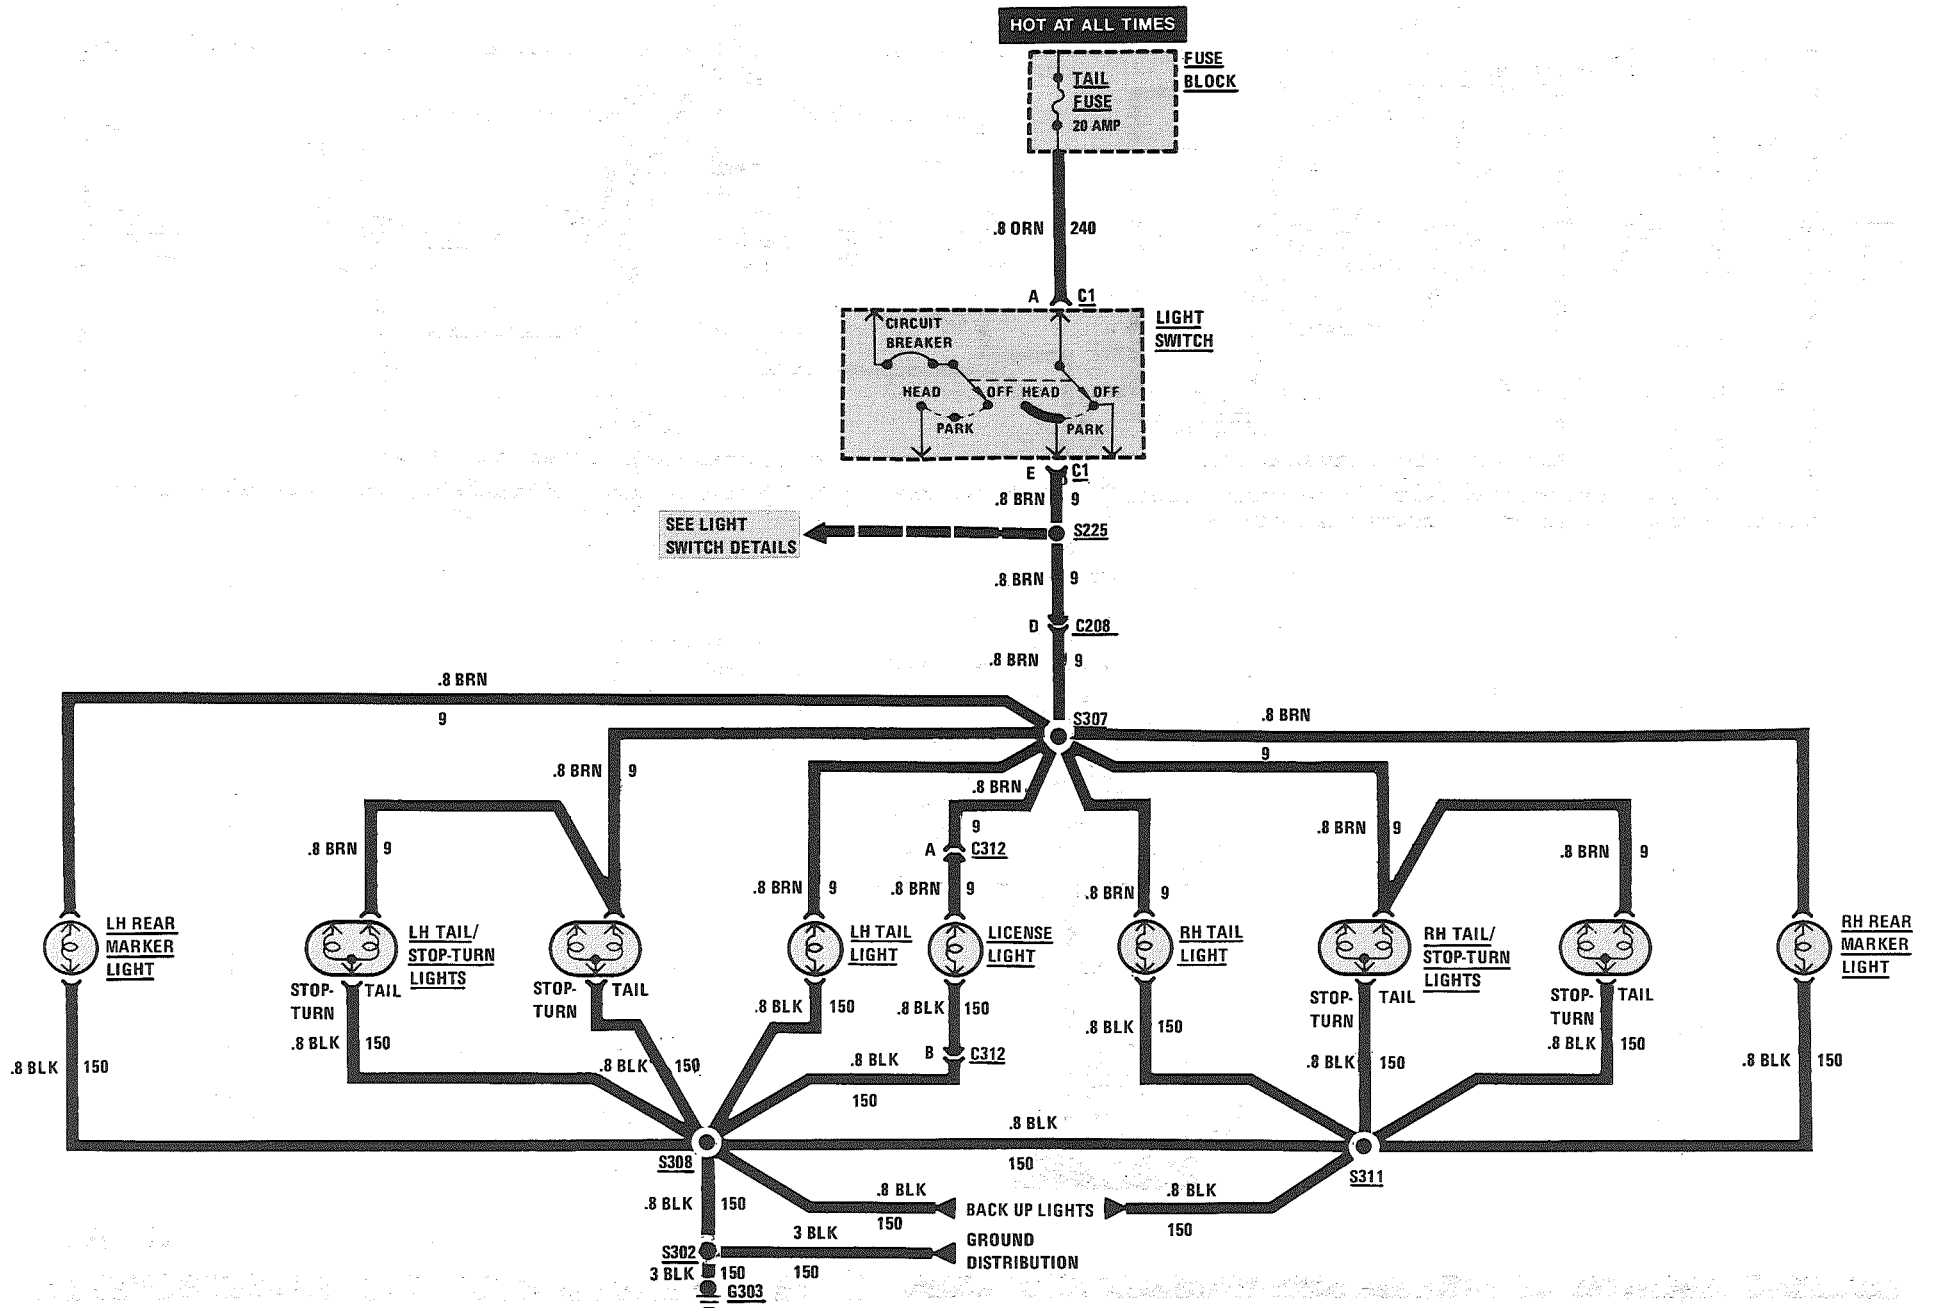 HOT AT ALL TIMES
FUSE
BLOCK
TAIL
FUSE
20 AMP
.8 ORN 240
A C1
LIGHT
SWITCH
CIRCUIT
BREAKER
HEAD OFF HEAD OFF
PARK PARK
E C1
.8 BRN 9
SEE LIGHT
SWITCH DETAILS
S225
.8 BRN 9
D C208
.8 BRN 9
.8 BRN
9
S307
.8 BRN
9
.8 BRN 9
.8 BRN
9
A C312
.8 BRN 9
.8 BRN 9
.8 BRN 9
.8 BRN 9
.8 BRN 9
.8 BRN 9
.8 BRN 9
LH REAR
MARKER
LIGHT
LH TAIL/
STOP-TURN
LIGHTS
LH TAIL
LIGHT
LICENSE
LIGHT
RH TAIL
LIGHT
RH TAIL/
STOP-TURN
LIGHTS
RH REAR
MARKER
LIGHT
STOP-
TURN
TAIL
STOP-
TURN
TAIL
STOP-
TURN
TAIL
STOP-
TURN
TAIL
.8 BLK 150
.8 BLK 150
.8 BLK 150
.8 BLK 150
.8 BLK 150
B C312
.8 BLK
150
.8 BLK 150
.8 BLK 150
.8 BLK 150
.8 BLK 150
.8 BLK
150
S308
S311
.8 BLK 150
.8 BLK
150
BACK UP LIGHTS
.8 BLK
150
S302
3 BLK
150
GROUND
DISTRIBUTION
3 BLK 150
G303